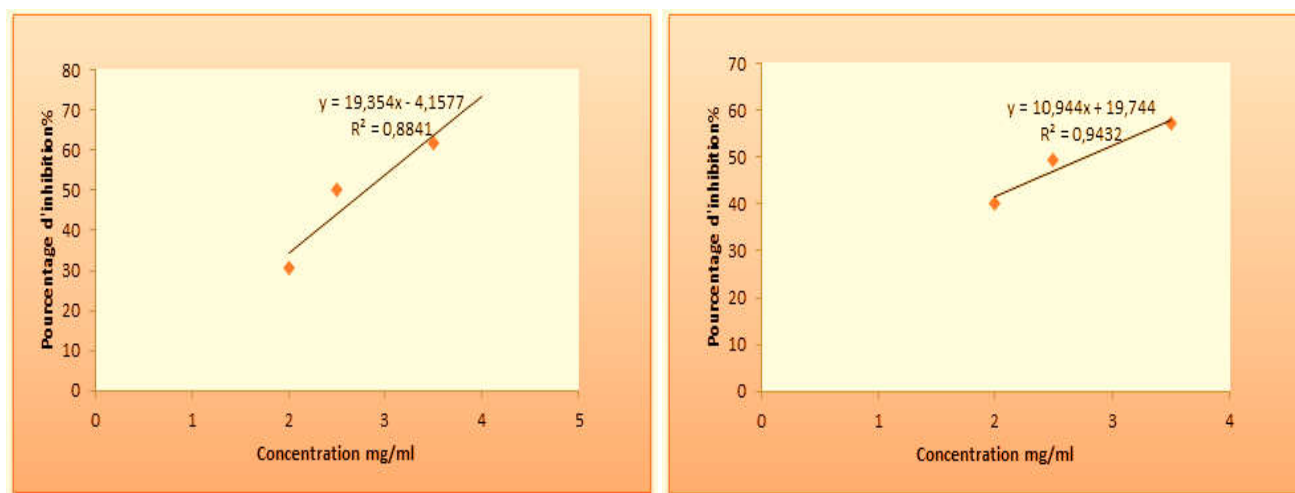 80
70
60
50
40
30
20
10
0
Pourcentage d'inhibition%
y = 19,354x - 4,1577
R² = 0,8841
0 1 2 3 4 5
Concentration mg/ml
70
60
50
40
30
20
10
0
Pourcentage d'inhibition%
y = 10,944x + 19,744
R² = 0,9432
0 1 2 3 4
Concentration mg/ml